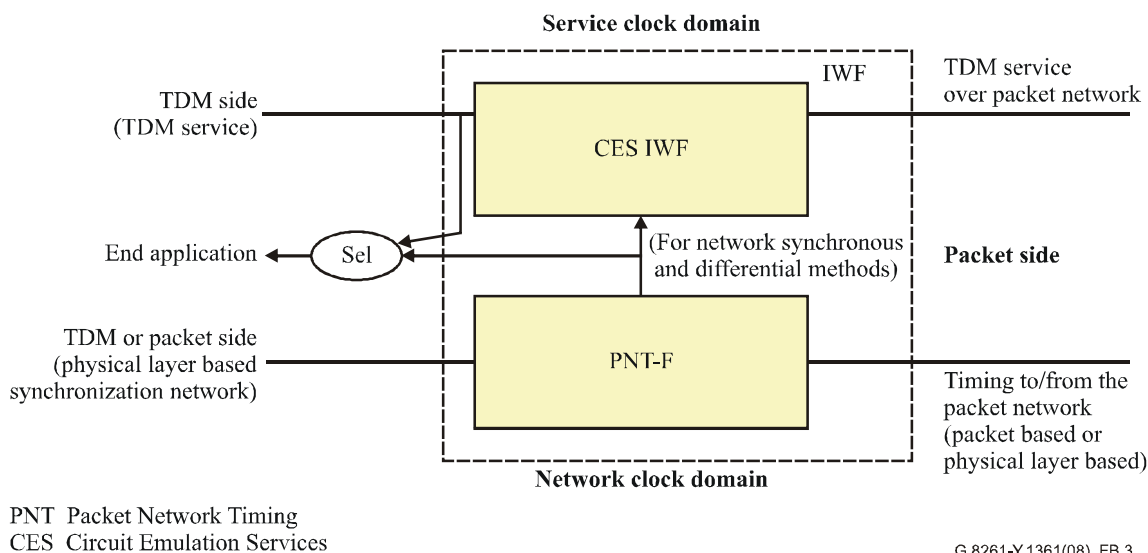 Service clock domain
IWF
TDM side
(TDM service)
CES IWF
TDM service
over packet network
End application
Sel
(For network synchronous
and differential methods)
Packet side
TDM or packet side
(physical layer based
synchronization network)
PNT-F
Timing to/from the
packet network
(packet based or
physical layer based)
Network clock domain
PNT Packet Network Timing
CES Circuit Emulation Services
G.8261-Y.1361(08)_FB.3